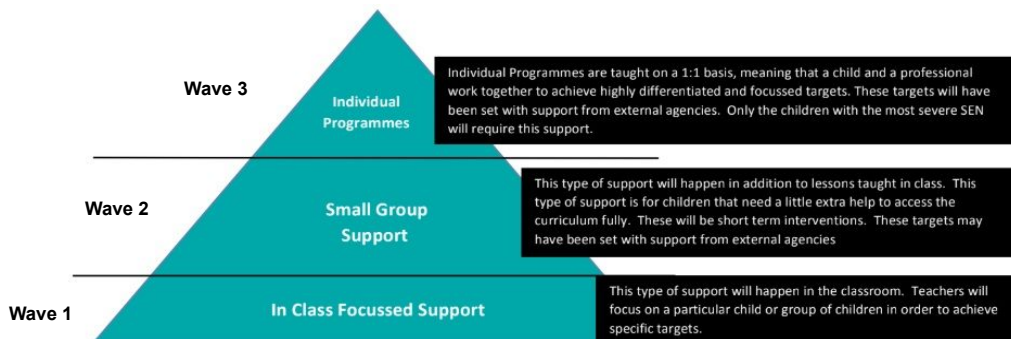 Wave 3
Individual
Programmes
Individual Programmes are taught on a 1:1 basis, meaning that a child and a professional
work together to achieve highly differentiated and focussed targets. These targets will have
been set with support from external agencies. Only the children with the most severe SEN
will require this support.
Wave 2
Small Group
Support
This type of support will happen in addition to lessons taught in class. This
type of support is for children that need a little extra help to access the
curriculum fully. These will be short term interventions. These targets may
have been set with support from external agencies
Wave 1
In Class Focussed Support
This type of support will happen in the classroom. Teachers will
focus on a particular child or group of children in order to achieve
specific targets.